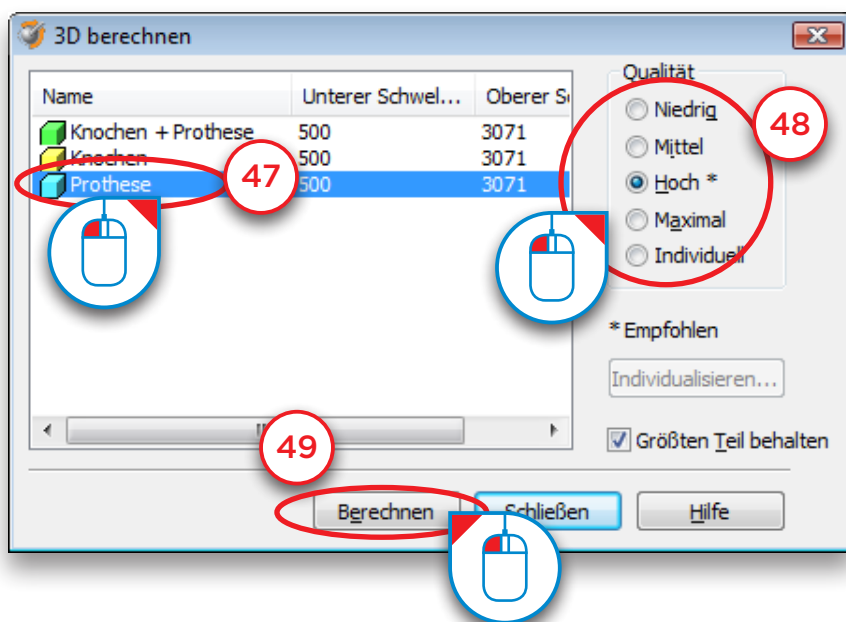 3D berechnen
Name Unterer Schwel... Oberer S
Knochen + Prothese 500 3071
Knochen 500 3071
Prothese 500 3071
47
Qualität
Niedrig
Mittel
Hoch *
Maximal
Individuell
48
* Empfohlen
Individualisieren...
Größten Teil behalten
49
Berechnen Schließen Hilfe